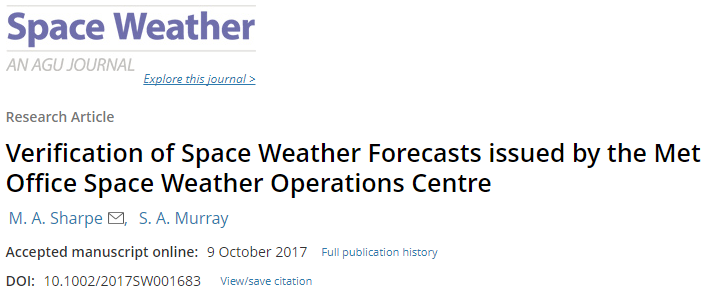 Space Weather
AN AGU JOURNAL
Explore this journal >
Research Article
Verification of Space Weather Forecasts issued by the Met
Office Space Weather Operations Centre
M. A. Sharpe, S. A. Murray
Accepted manuscript online: 9 October 2017 Full publication history
DOI: 10.1002/2017SW001683 View/save citation